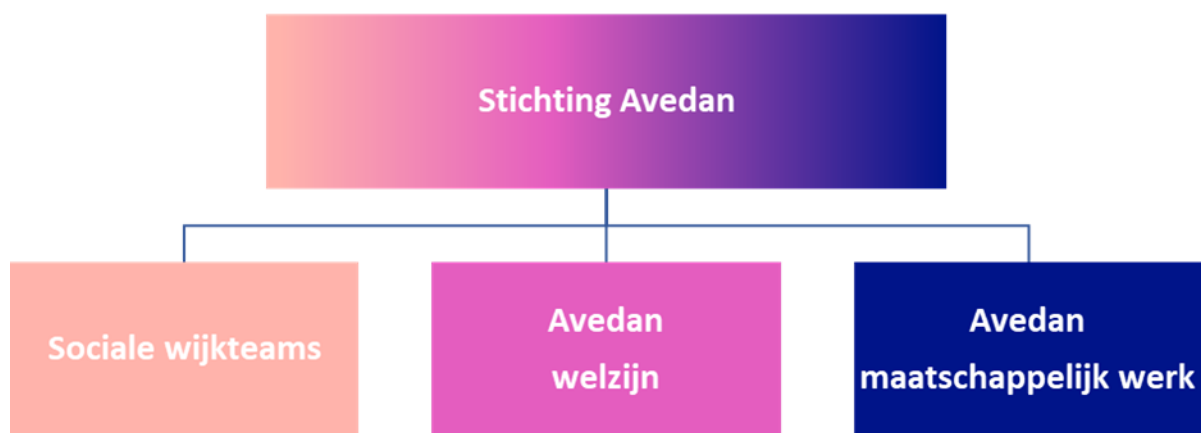 Stichting Avedan
Sociale wijkteams
Avedan
welzijn
Avedan
maatschappelijk werk